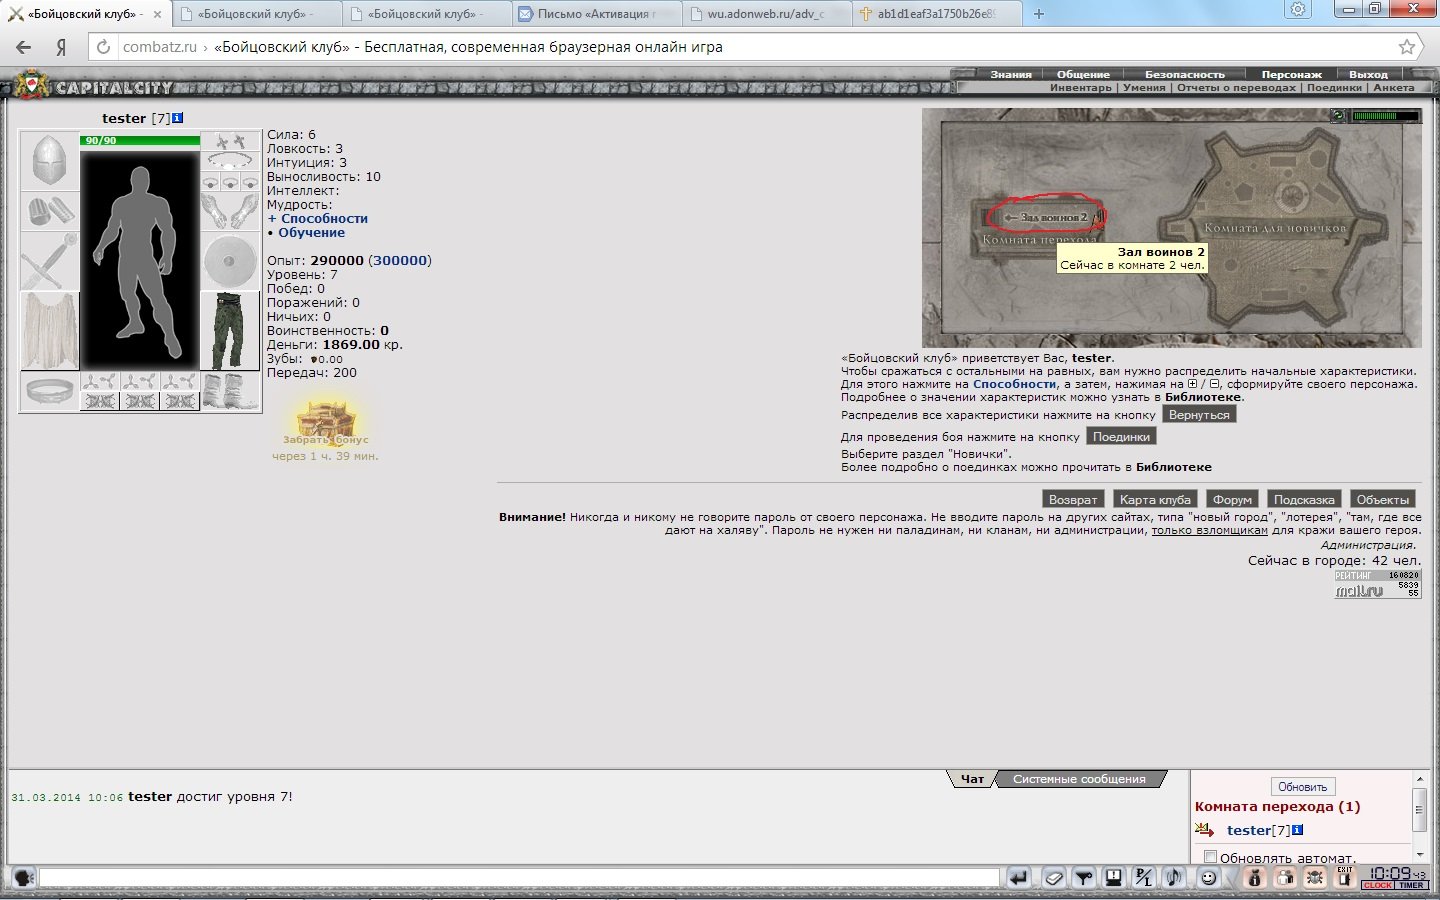 «Бойцовский клуб» -
«Бойцовский клуб» -
«Бойцовский клуб» -
Письмо «Активация г
wu.adonweb.ru/adv_c
ab1d1eaf3a1750b26e89
Я
combatz.ru › «Бойцовский клуб» - Бесплатная, современная браузерная онлайн игра
CAPITALCITY
Знания | Общение | Безопасность | Персонаж | Выход
Инвентарь | Умения | Отчеты о переводах | Поединки | Анкета
tester [7]
90/90
Сила: 6
Ловкость: 3
Интуиция: 3
Выносливость: 10
Интеллект:
Мудрость:
+ Способности
• Обучение
Опыт: 290000 (300000)
Уровень: 7
Побед: 0
Поражений: 0
Ничьих: 0
Воинственность: 0
Деньги: 1869.00 кр.
Зубы: 0.00
Передач: 200
Забрать бонус
через 1 ч. 39 мин.
Зал воинов 2
Комната перехода
Комната для новичков
Зал воинов 2
Сейчас в комнате 2 чел.
«Бойцовский клуб» приветствует Вас, tester.
Чтобы сражаться с остальными на равных, вам нужно распределить начальные характеристики.
Для этого нажмите на Способности, а затем, нажимая на + / -, сформируйте своего персонажа.
Подробнее о значении характеристик можно узнать в Библиотеке.
Распределив все характеристики нажмите на кнопку Вернуться
Для проведения боя нажмите на кнопку Поединки
Выберите раздел "Новички".
Более подробно о поединках можно прочитать в Библиотеке
Возврат Карта клуба Форум Подсказка Объекты
Внимание! Никогда и никому не говорите пароль от своего персонажа. Не вводите пароль на других сайтах, типа "новый город", "лотерея", "там, где все
дают на халяву". Пароль не нужен ни паладинам, ни кланам, ни администрации, только взломщикам для кражи вашего героя.
Администрация.
Сейчас в городе: 42 чел.
РЕЙТИНГ 160820
5839
mail.ru 55
Чат Системные сообщения
31.03.2014 10:06 tester достиг уровня 7!
Обновить
Комната перехода (1)
tester[7]
Обновлять автомат.
P/L
EXIT
10:09 43
CLOCK TIMER